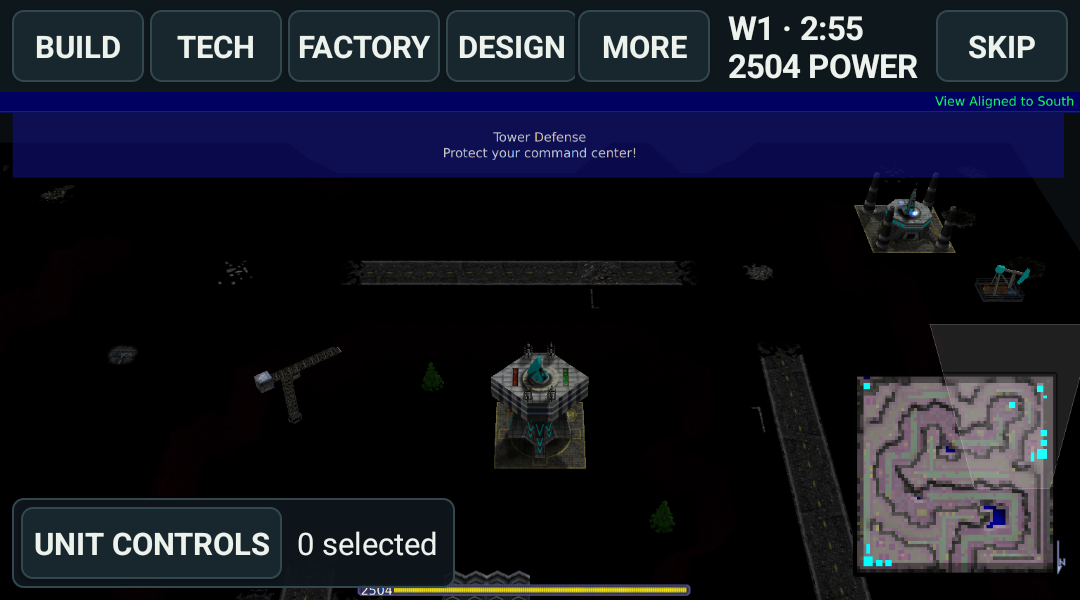 BUILD
TECH
FACTORY
DESIGN
MORE
W1 · 2:55
2504 POWER
SKIP
View Aligned to South
Tower Defense
Protect your command center!
UNIT CONTROLS
0 selected
2504
N